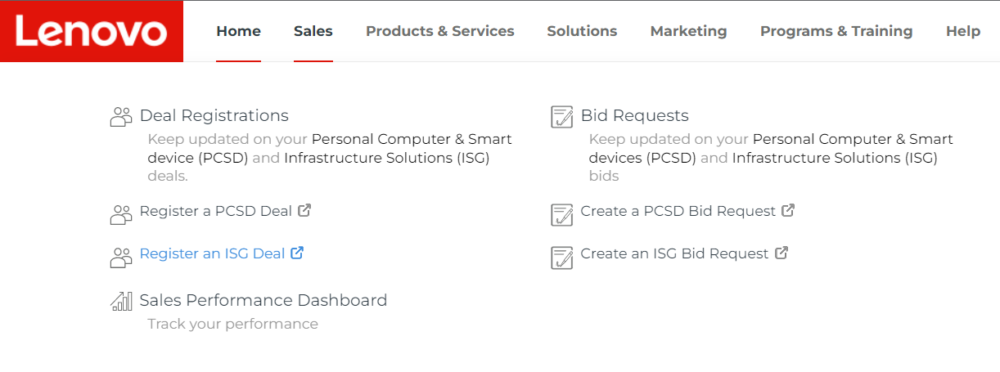 Lenovo
Home Sales Products & Services Solutions Marketing Programs & Training Help
Deal Registrations
Keep updated on your Personal Computer & Smart
device (PCSD) and Infrastructure Solutions (ISG)
deals.
Register a PCSD Deal
Register an ISG Deal
Sales Performance Dashboard
Track your performance
Bid Requests
Keep updated on your Personal Computer & Smart
devices (PCSD) and Infrastructure Solutions (ISG)
bids
Create a PCSD Bid Request
Create an ISG Bid Request